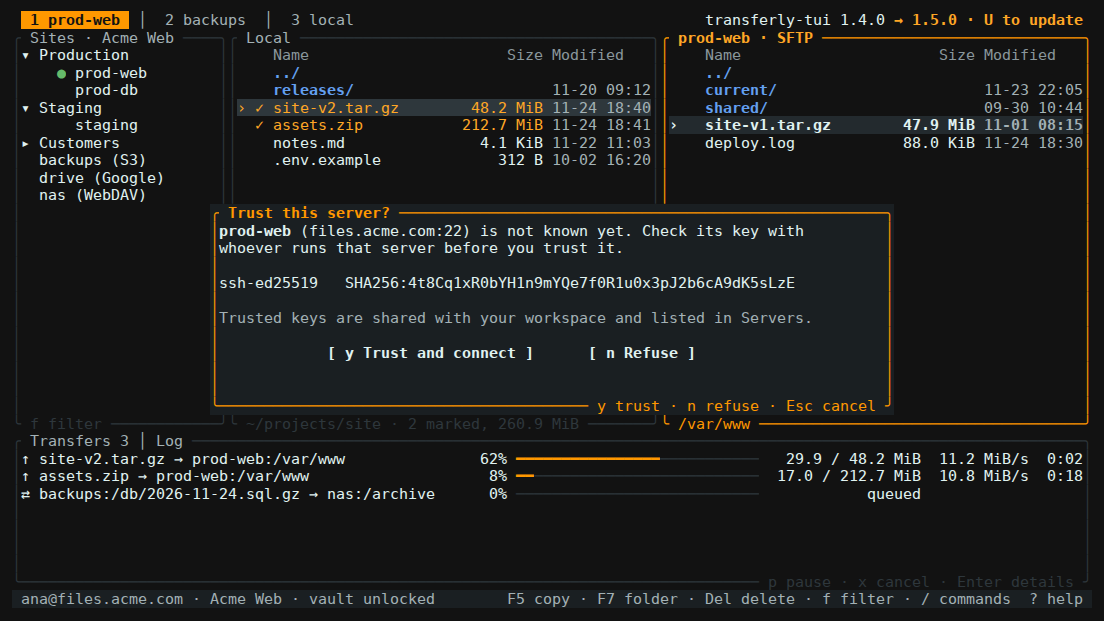 1 prod-web │ 2 backups │ 3 local transferly-tui 1.4.0 → 1.5.0 · U to update
Sites · Acme Web
▾ Production
● prod-web
prod-db
▾ Staging
staging
▸ Customers
backups (S3)
drive (Google)
nas (WebDAV)
f filter
Local
Name Size Modified
../
releases/ 11-20 09:12
› ✓ site-v2.tar.gz 48.2 MiB 11-24 18:40
✓ assets.zip 212.7 MiB 11-24 18:41
notes.md 4.1 KiB 11-22 11:03
.env.example 312 B 10-02 16:20
~/projects/site · 2 marked, 260.9 MiB
prod-web · SFTP
Name Size Modified
../
current/ 11-23 22:05
shared/ 09-30 10:44
› site-v1.tar.gz 47.9 MiB 11-01 08:15
deploy.log 88.0 KiB 11-24 18:30
/var/www
Trust this server?
prod-web (files.acme.com:22) is not known yet. Check its key with
whoever runs that server before you trust it.
ssh-ed25519 SHA256:4t8Cq1xR0bYH1n9mYQe7f0R1u0x3pJ2b6cA9dK5sLzE
Trusted keys are shared with your workspace and listed in Servers.
[ y Trust and connect ] [ n Refuse ]
y trust · n refuse · Esc cancel
Transfers 3 │ Log
↑ site-v2.tar.gz → prod-web:/var/www 62% 29.9 / 48.2 MiB 11.2 MiB/s 0:02
↑ assets.zip → prod-web:/var/www 8% 17.0 / 212.7 MiB 10.8 MiB/s 0:18
⇄ backups:/db/2026-11-24.sql.gz → nas:/archive 0% queued
p pause · x cancel · Enter details
ana@files.acme.com · Acme Web · vault unlocked F5 copy · F7 folder · Del delete · f filter · / commands ? help